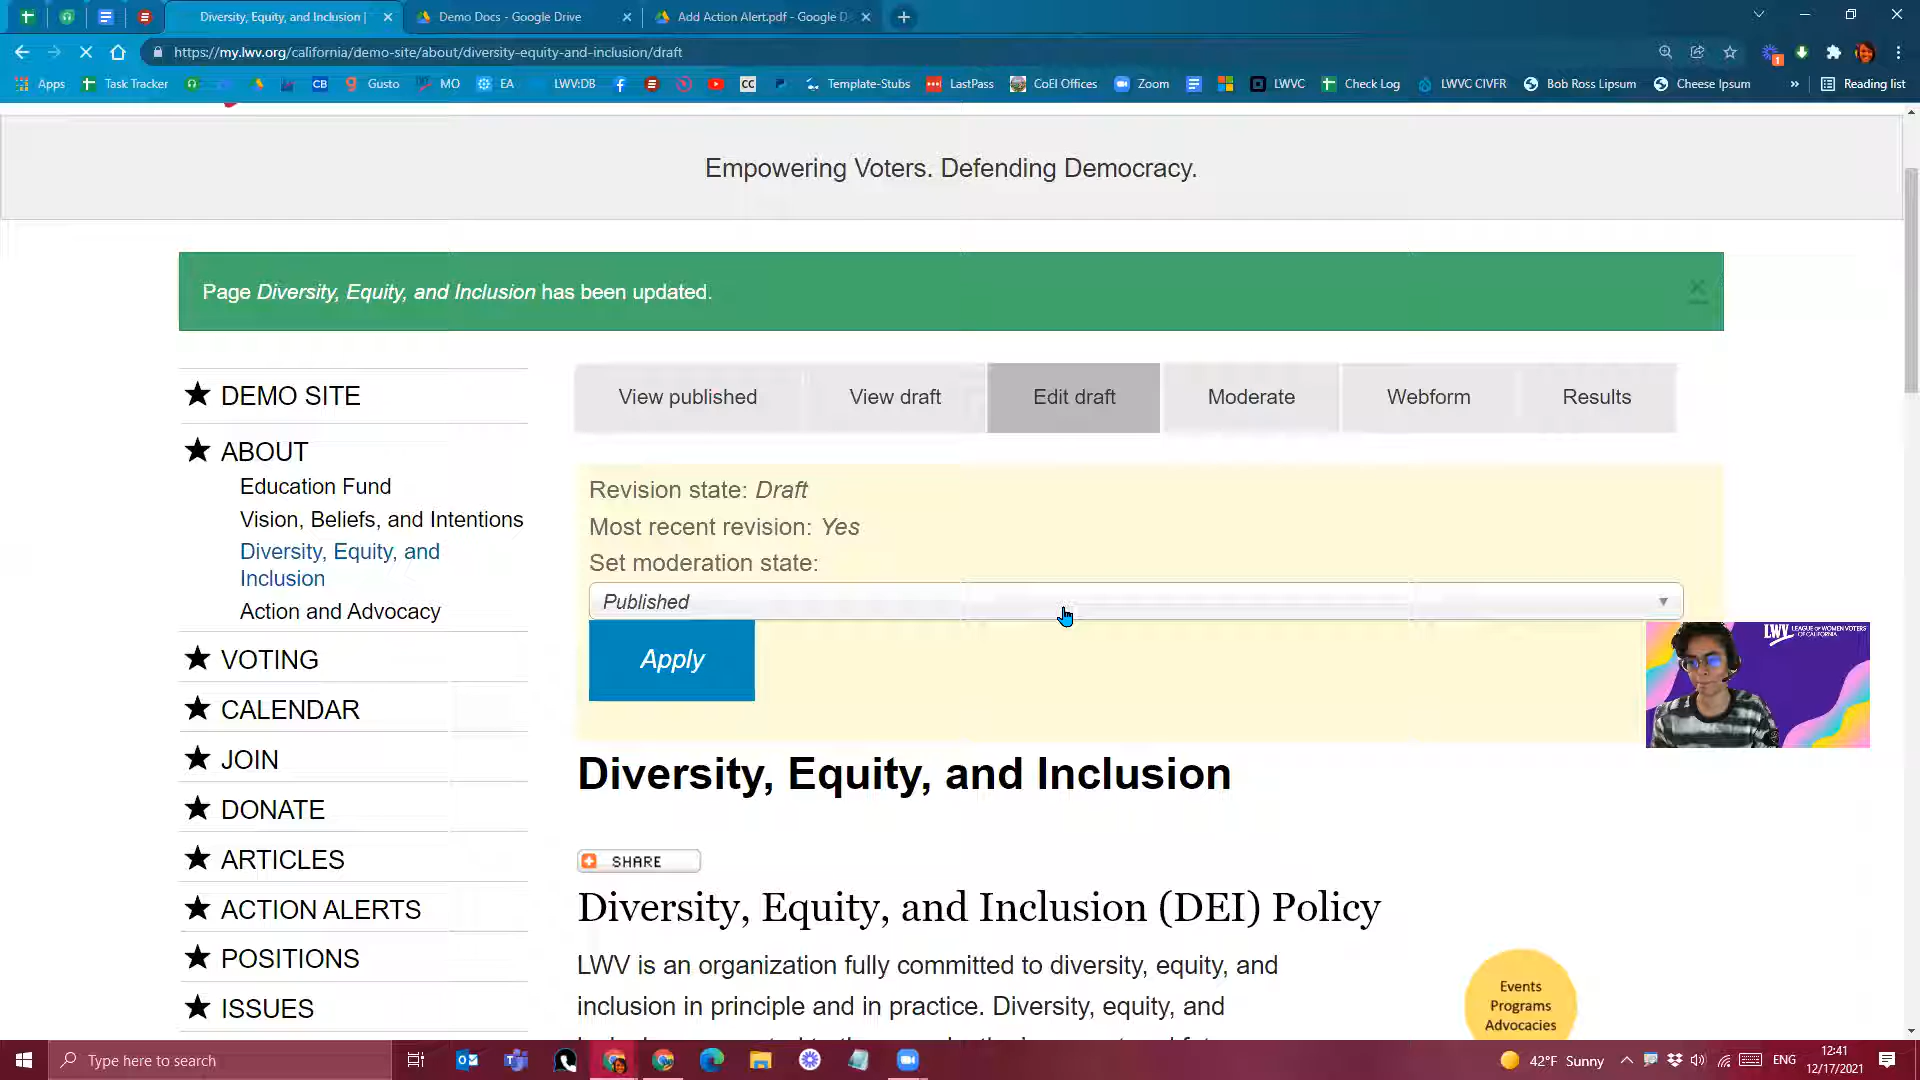 Diversity, Equity, and Inclusion |
Demo Docs - Google Drive
Add Action Alert.pdf - Google D
https://my.lwv.org/california/demo-site/about/diversity-equity-and-inclusion/draft
Apps
Task Tracker
CB
Gusto
MO
EA
LWV:DB
CC
Template-Stubs
LastPass
CoEI Offices
Zoom
LWVC
Check Log
LWVC CIVFR
Bob Ross Lipsum
Cheese Ipsum
»
Reading list
Empowering Voters. Defending Democracy.
Page Diversity, Equity, and Inclusion has been updated.
DEMO SITE
ABOUT
Education Fund
Vision, Beliefs, and Intentions
Diversity, Equity, and
Inclusion
Action and Advocacy
VOTING
CALENDAR
JOIN
DONATE
ARTICLES
ACTION ALERTS
POSITIONS
ISSUES
View published
View draft
Edit draft
Moderate
Webform
Results
Revision state: Draft
Most recent revision: Yes
Set moderation state:
Published
Apply
LWV LEAGUE OF WOMEN VOTERS
OF CALIFORNIA
Diversity, Equity, and Inclusion
SHARE
Diversity, Equity, and Inclusion (DEI) Policy
LWV is an organization fully committed to diversity, equity, and
inclusion in principle and in practice. Diversity, equity, and
Events
Programs
Advocacies
Type here to search
42°F Sunny
ENG
12:41
12/17/2021